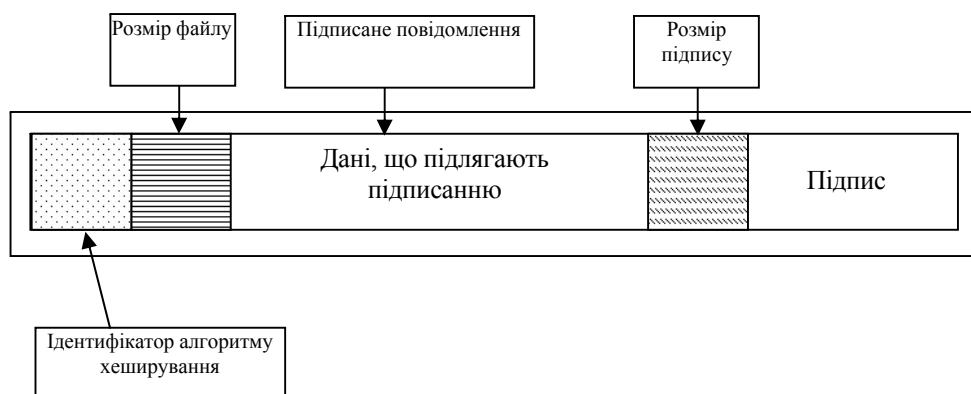 Розмір файлу
Підписане повідомлення
Розмір
підпису
Дані, що підлягають
підписанню
Підпис
Ідентифікатор алгоритму
хеширування